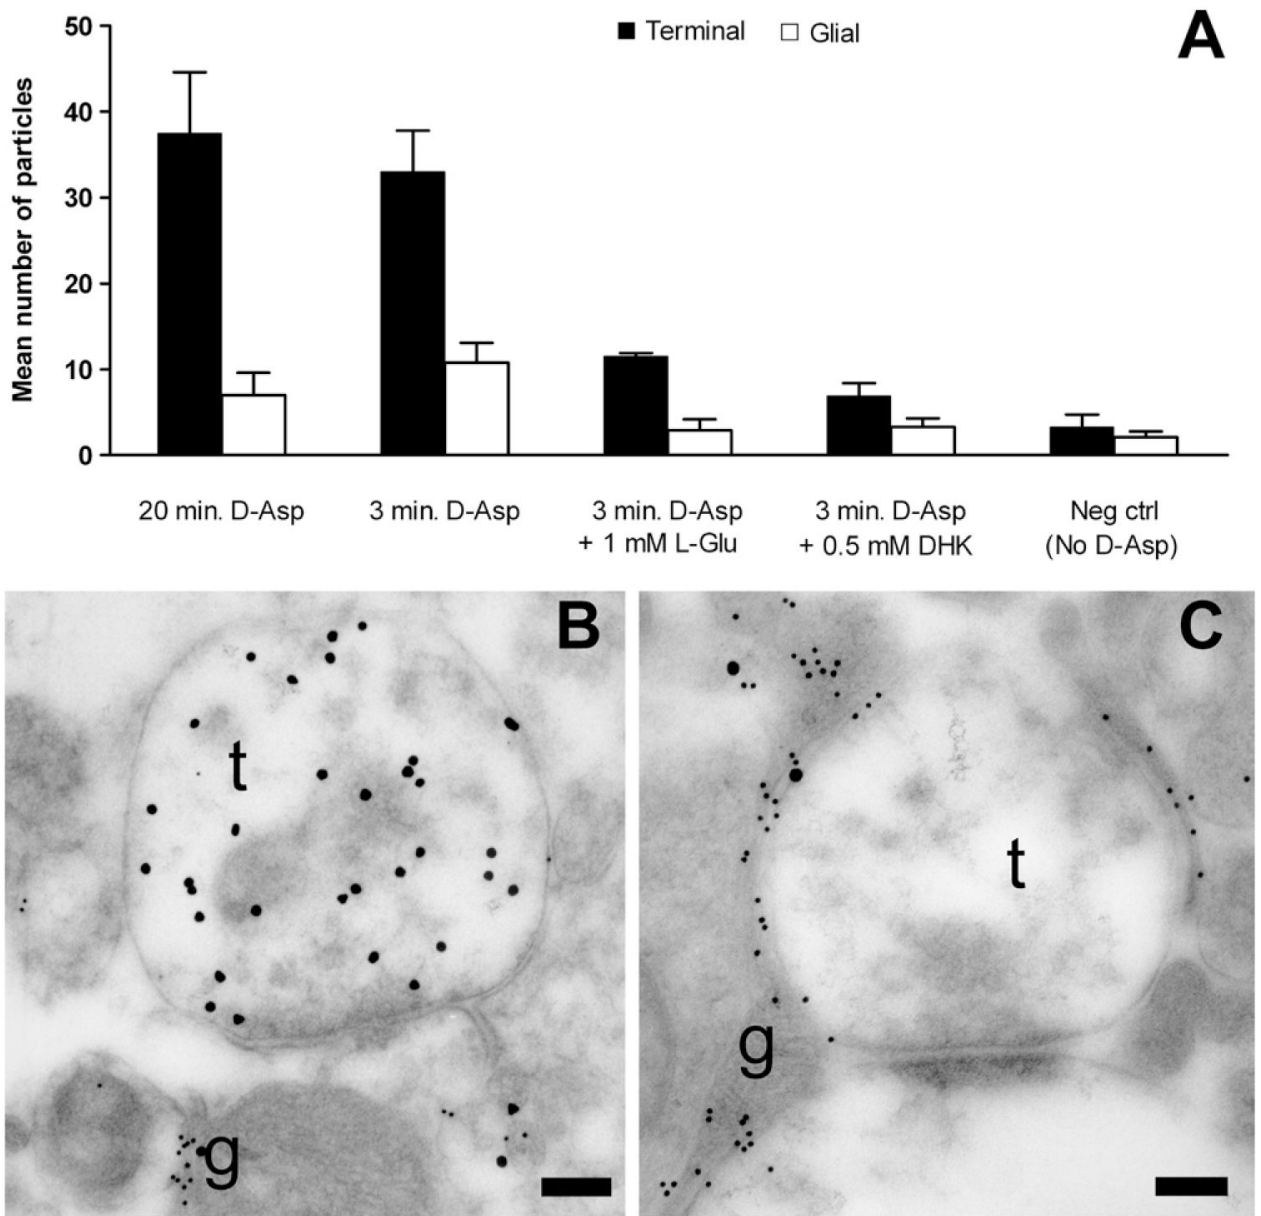 A
Terminal Glial
Mean number of particles
50
40
30
20
10
0
20 min. D-Asp
3 min. D-Asp
3 min. D-Asp
+ 1 mM L-Glu
3 min. D-Asp
+ 0.5 mM DHK
Neg ctrl
(No D-Asp)
B
t
g
C
t
g